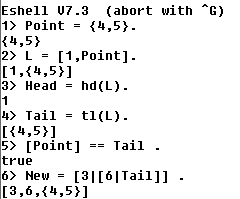 Eshell V7.3  (abort with ^G)
1> Point = {4,5}.
{4,5}
2> L = [1,Point].
[1,{4,5}]
3> Head = hd(L).
1
4> Tail = tl(L).
[{4,5}]
5> [Point] == Tail .
true
6> New = [3|[6|Tail]] .
[3,6,{4,5}]